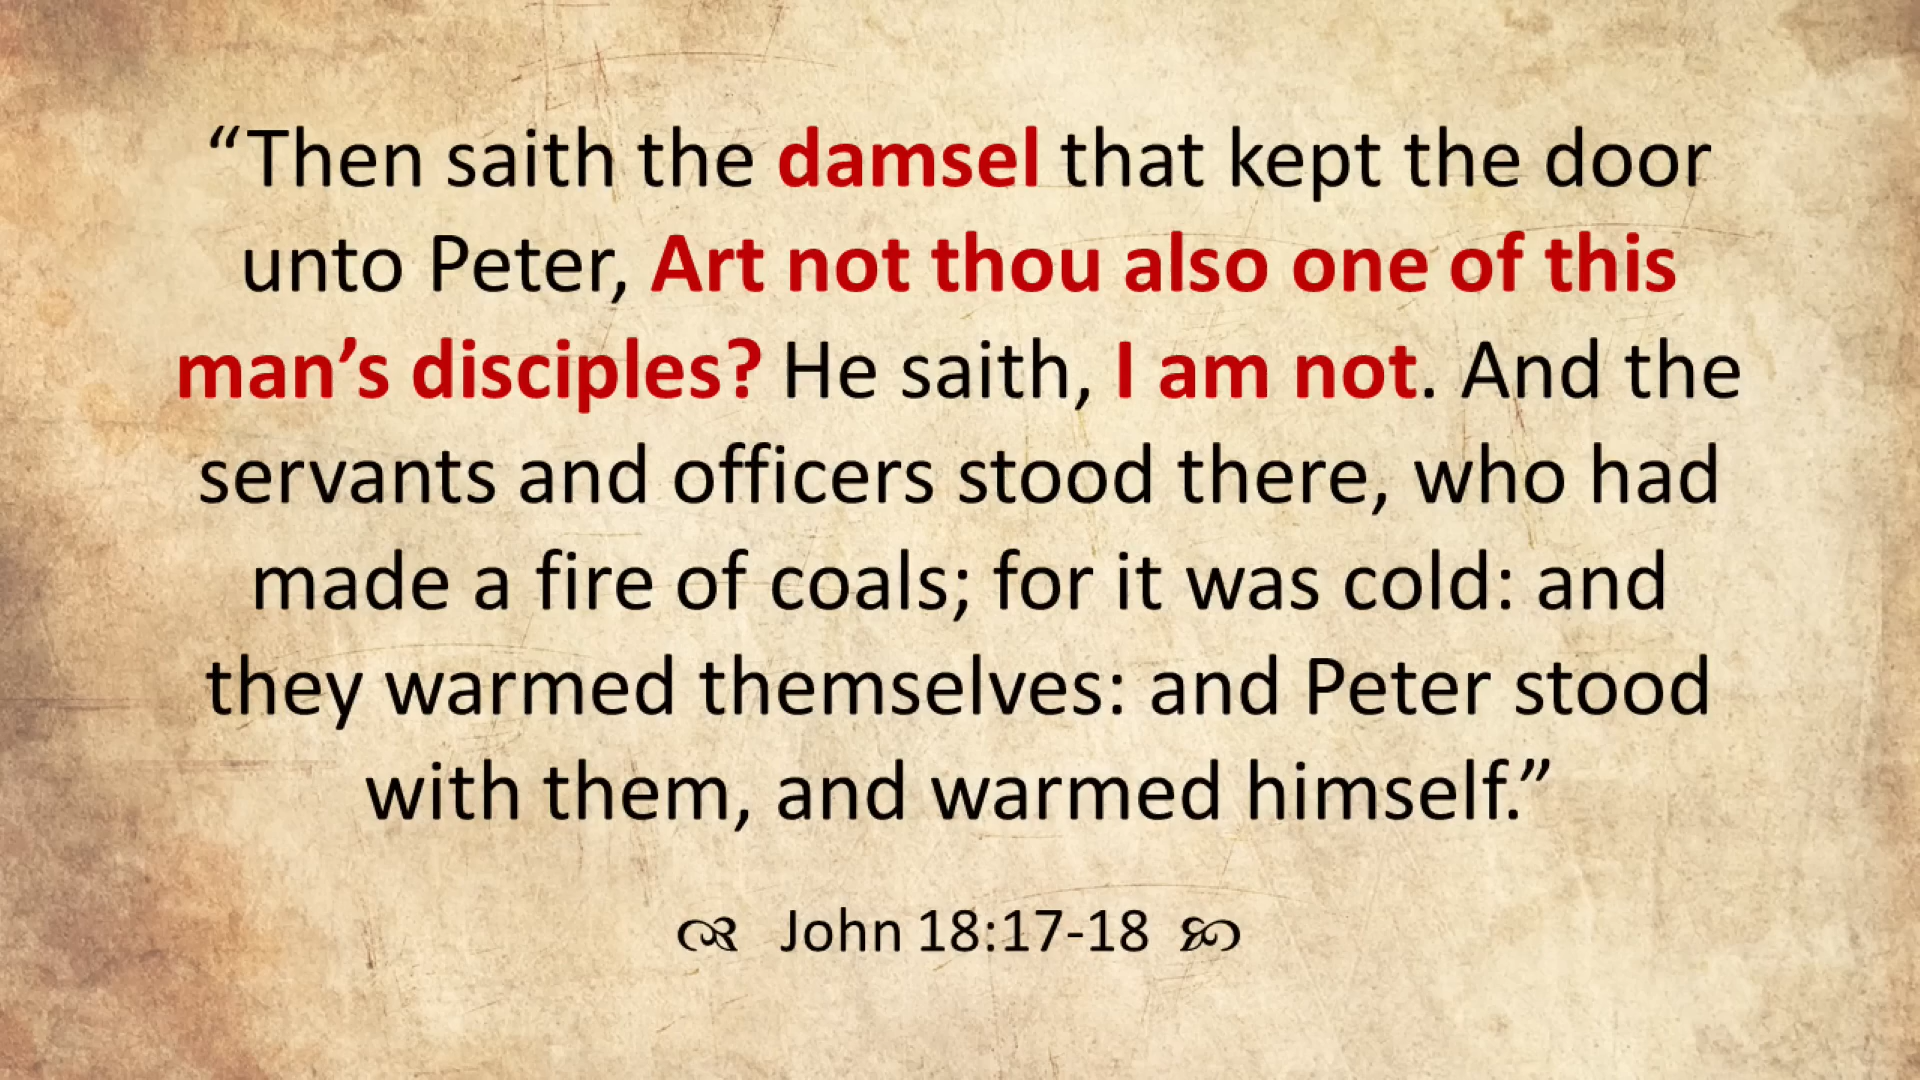 “Then saith the damsel that kept the door
unto Peter, Art not thou also one of this
man’s disciples? He saith, I am not. And the
servants and officers stood there, who had
made a fire of coals; for it was cold: and
they warmed themselves: and Peter stood
with them, and warmed himself.”
John 18:17-18